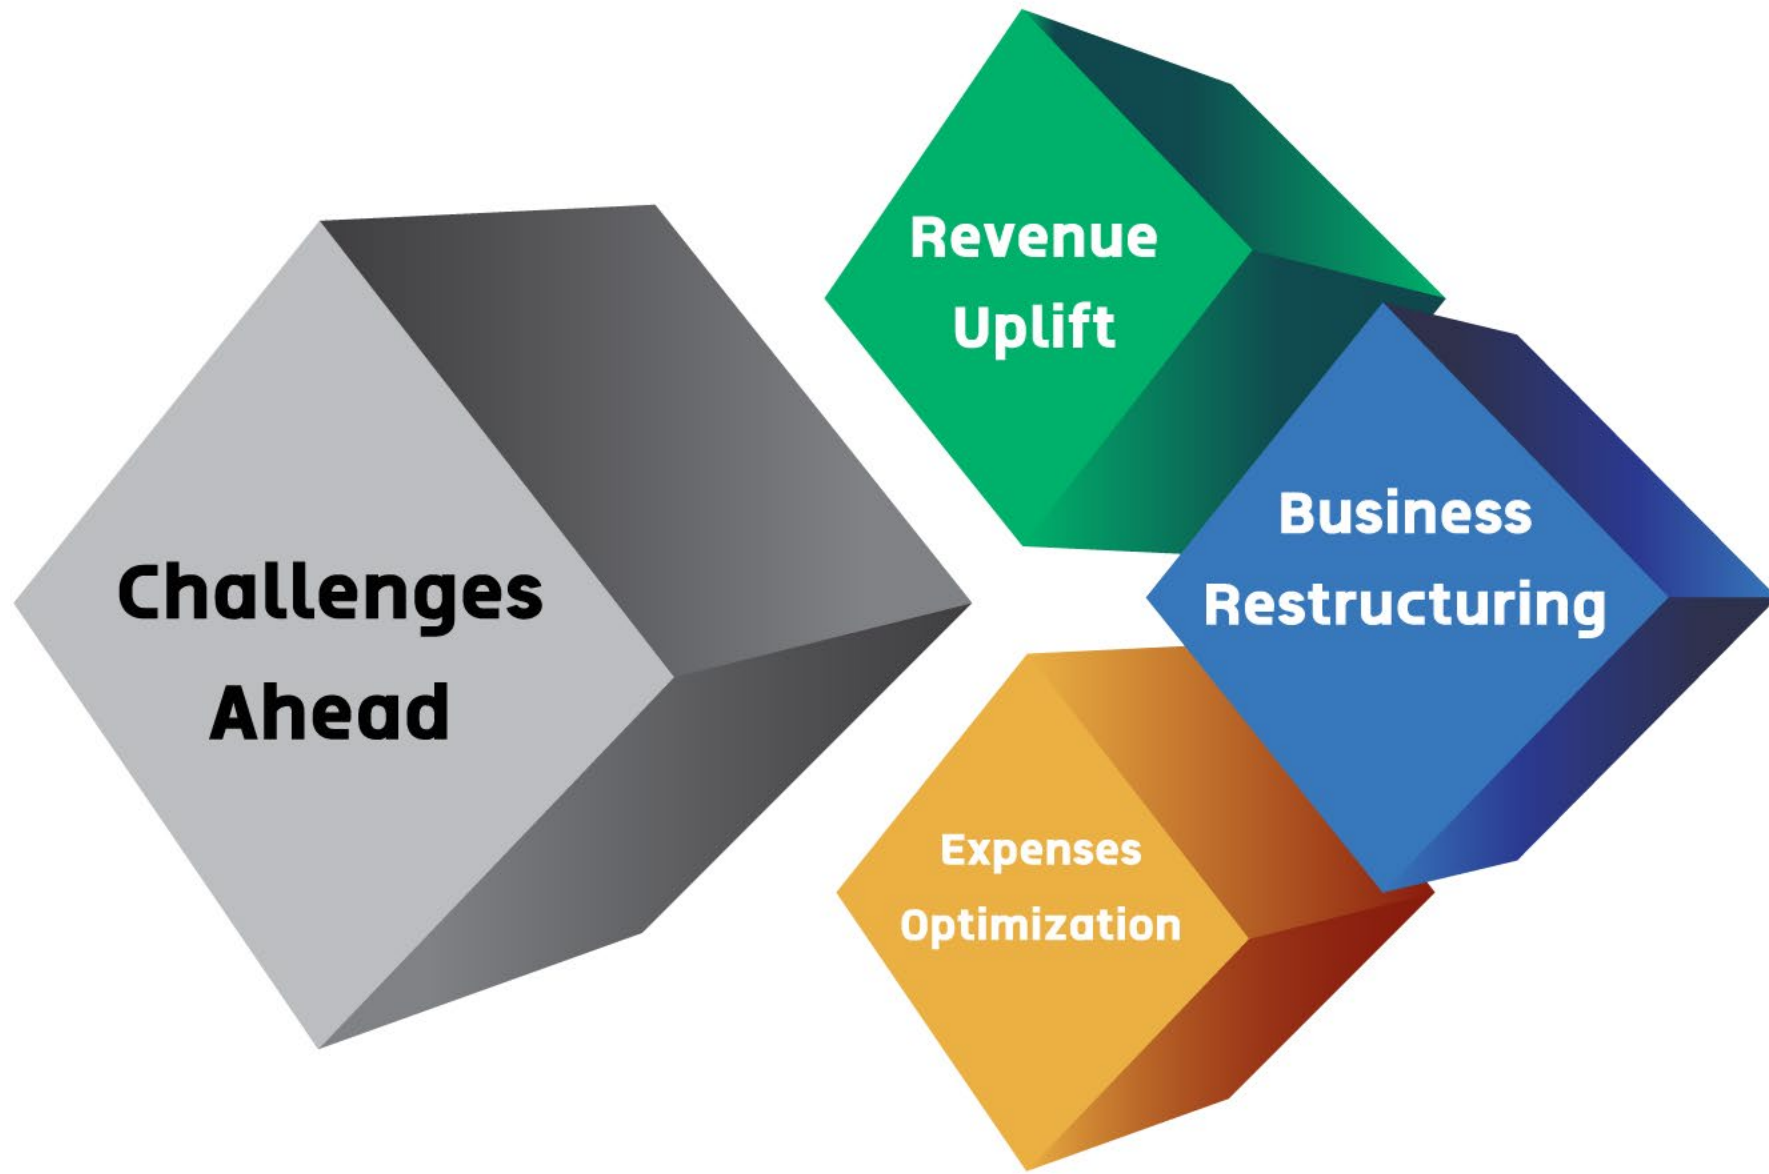 Challenges
Ahead
Revenue
Uplift
Business
Restructuring
Expenses
Optimization